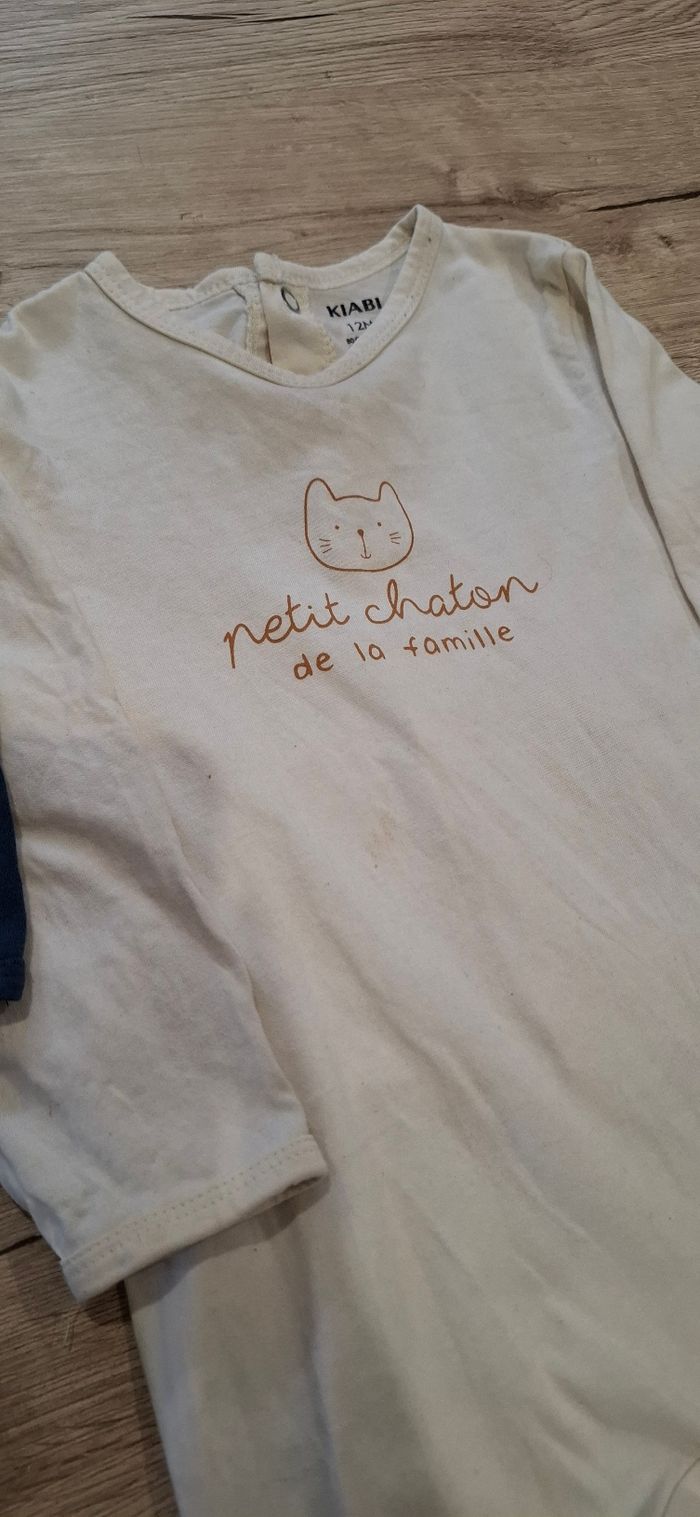 KIABI
12M
petit chaton
de la famille